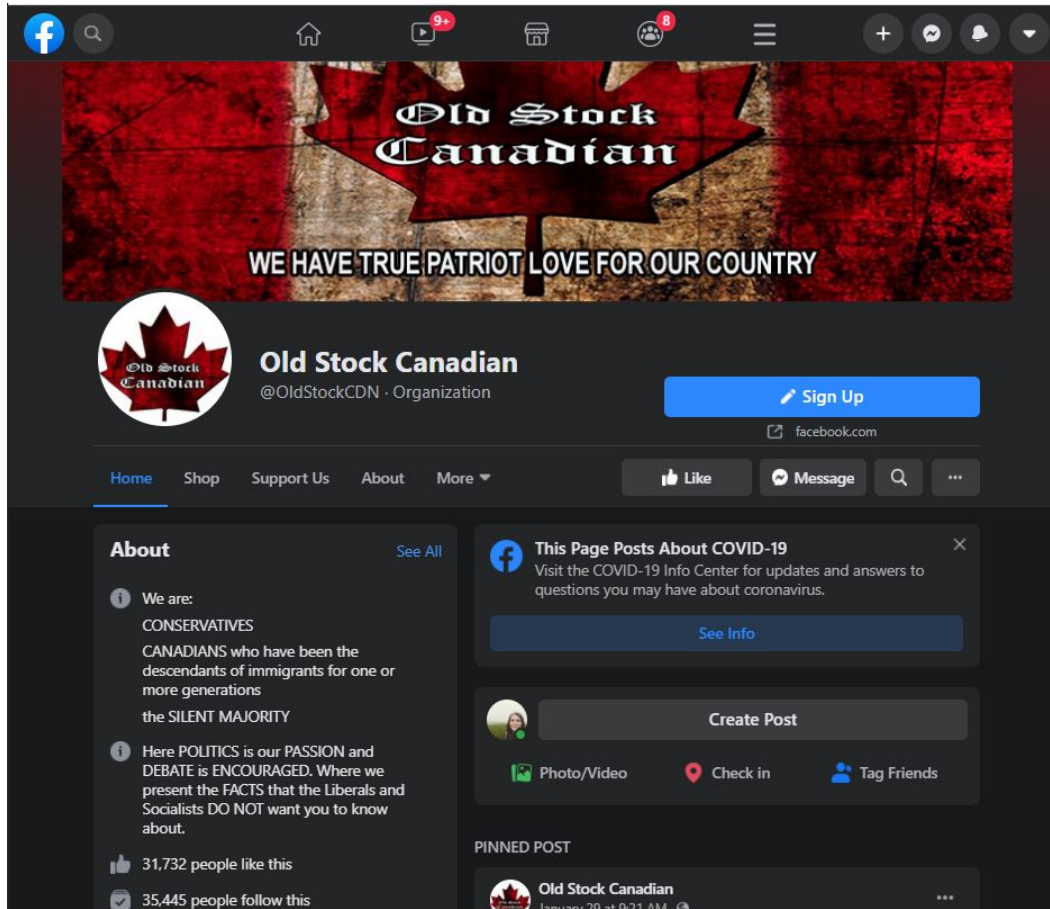 9+
8
Old Stock
Canadian
WE HAVE TRUE PATRIOT LOVE FOR OUR COUNTRY
Old Stock
Canadian
Old Stock Canadian
@OldStockCDN · Organization
Sign Up
facebook.com
Home Shop Support Us About More
Like Message
About See All
We are:
CONSERVATIVES
CANADIANS who have been the
descendants of immigrants for one or
more generations
the SILENT MAJORITY
Here POLITICS is our PASSION and
DEBATE is ENCOURAGED. Where we
present the FACTS that the Liberals and
Socialists DO NOT want you to know
about.
31,732 people like this
35,445 people follow this
This Page Posts About COVID-19
Visit the COVID-19 Info Center for updates and answers to
questions you may have about coronavirus.
See Info
Create Post
Photo/Video Check in Tag Friends
PINNED POST
Old Stock Canadian
January 29 at 9:21 AM